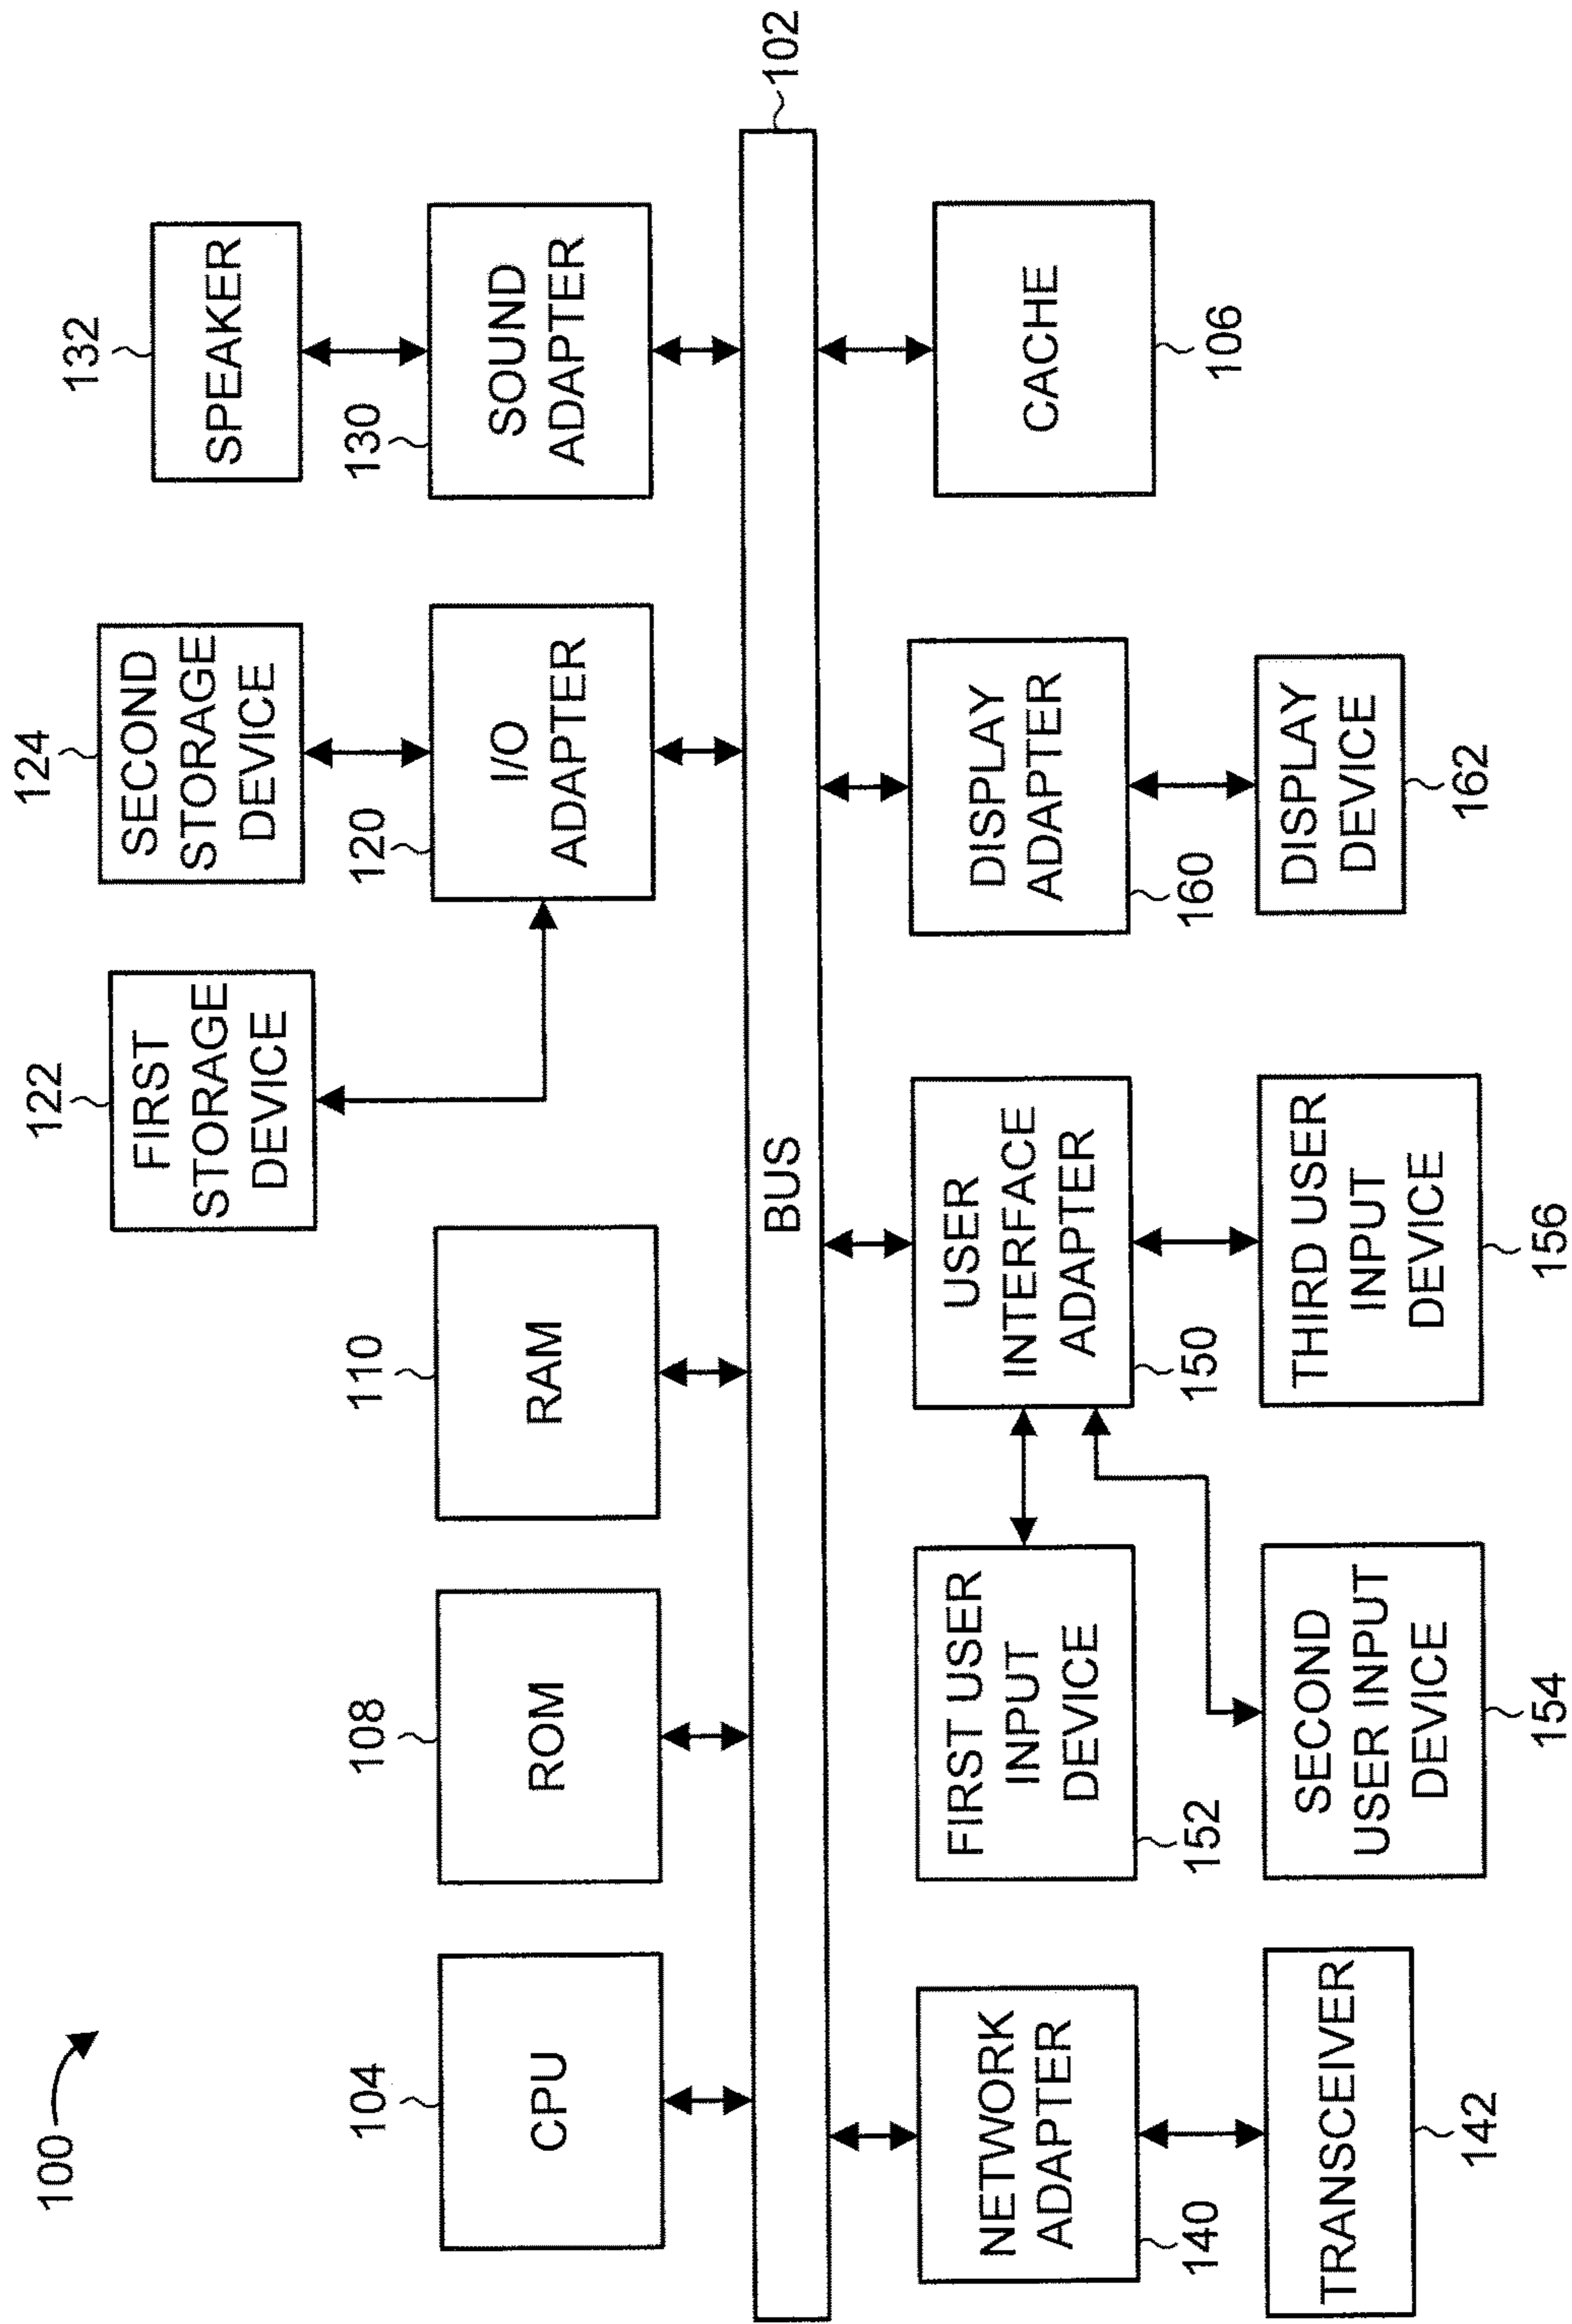 100
104
CPU
108
ROM
110
RAM
122
FIRST
STORAGE
DEVICE
124
SECOND
STORAGE
DEVICE
120
I/O
ADAPTER
132
SPEAKER
130
SOUND
ADAPTER
BUS
102
NETWORK
ADAPTER
140
TRANSCEIVER
142
FIRST USER
INPUT
DEVICE
152
SECOND
USER INPUT
DEVICE
154
USER
INTERFACE
ADAPTER
150
THIRD USER
INPUT
DEVICE
156
DISPLAY
ADAPTER
160
DISPLAY
DEVICE
162
CACHE
106